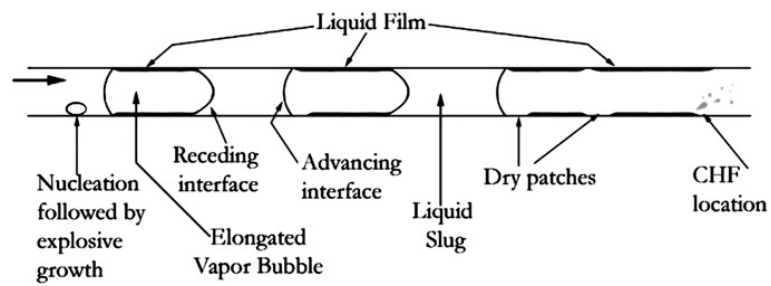 Liquid Film
Nucleation
followed by
explosive
growth
Receding
interface
Elongated
Vapor Bubble
Advancing
interface
Liquid
Slug
Dry patches
CHF
location